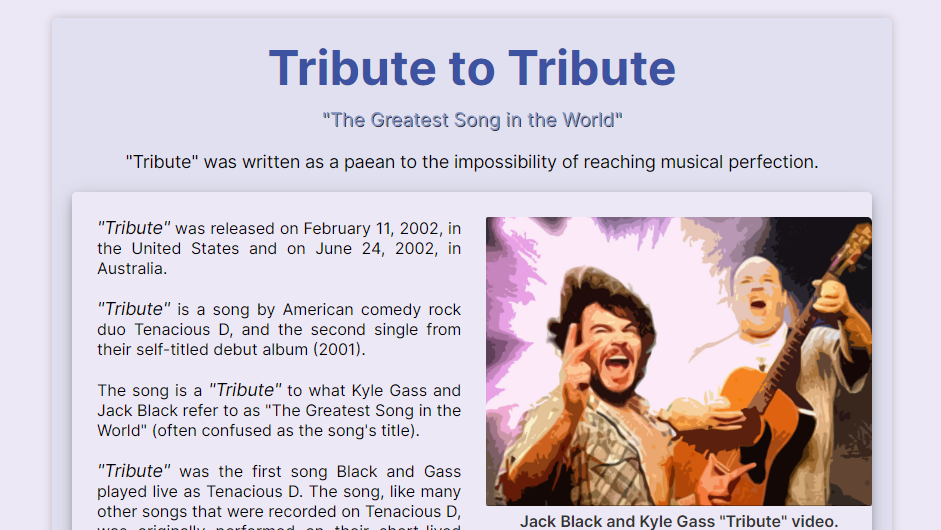 Tribute to Tribute
"The Greatest Song in the World"
"Tribute" was written as a paean to the impossibility of reaching musical perfection.
"Tribute" was released on February 11, 2002, in
the United States and on June 24, 2002, in
Australia.
"Tribute" is a song by American comedy rock
duo Tenacious D, and the second single from
their self-titled debut album (2001).
The song is a "Tribute" to what Kyle Gass and
Jack Black refer to as "The Greatest Song in the
World" (often confused as the song's title).
"Tribute" was the first song Black and Gass
played live as Tenacious D. The song, like many
other songs that were recorded on Tenacious D,
was originally performed on their short-lived
Jack Black and Kyle Gass "Tribute" video.